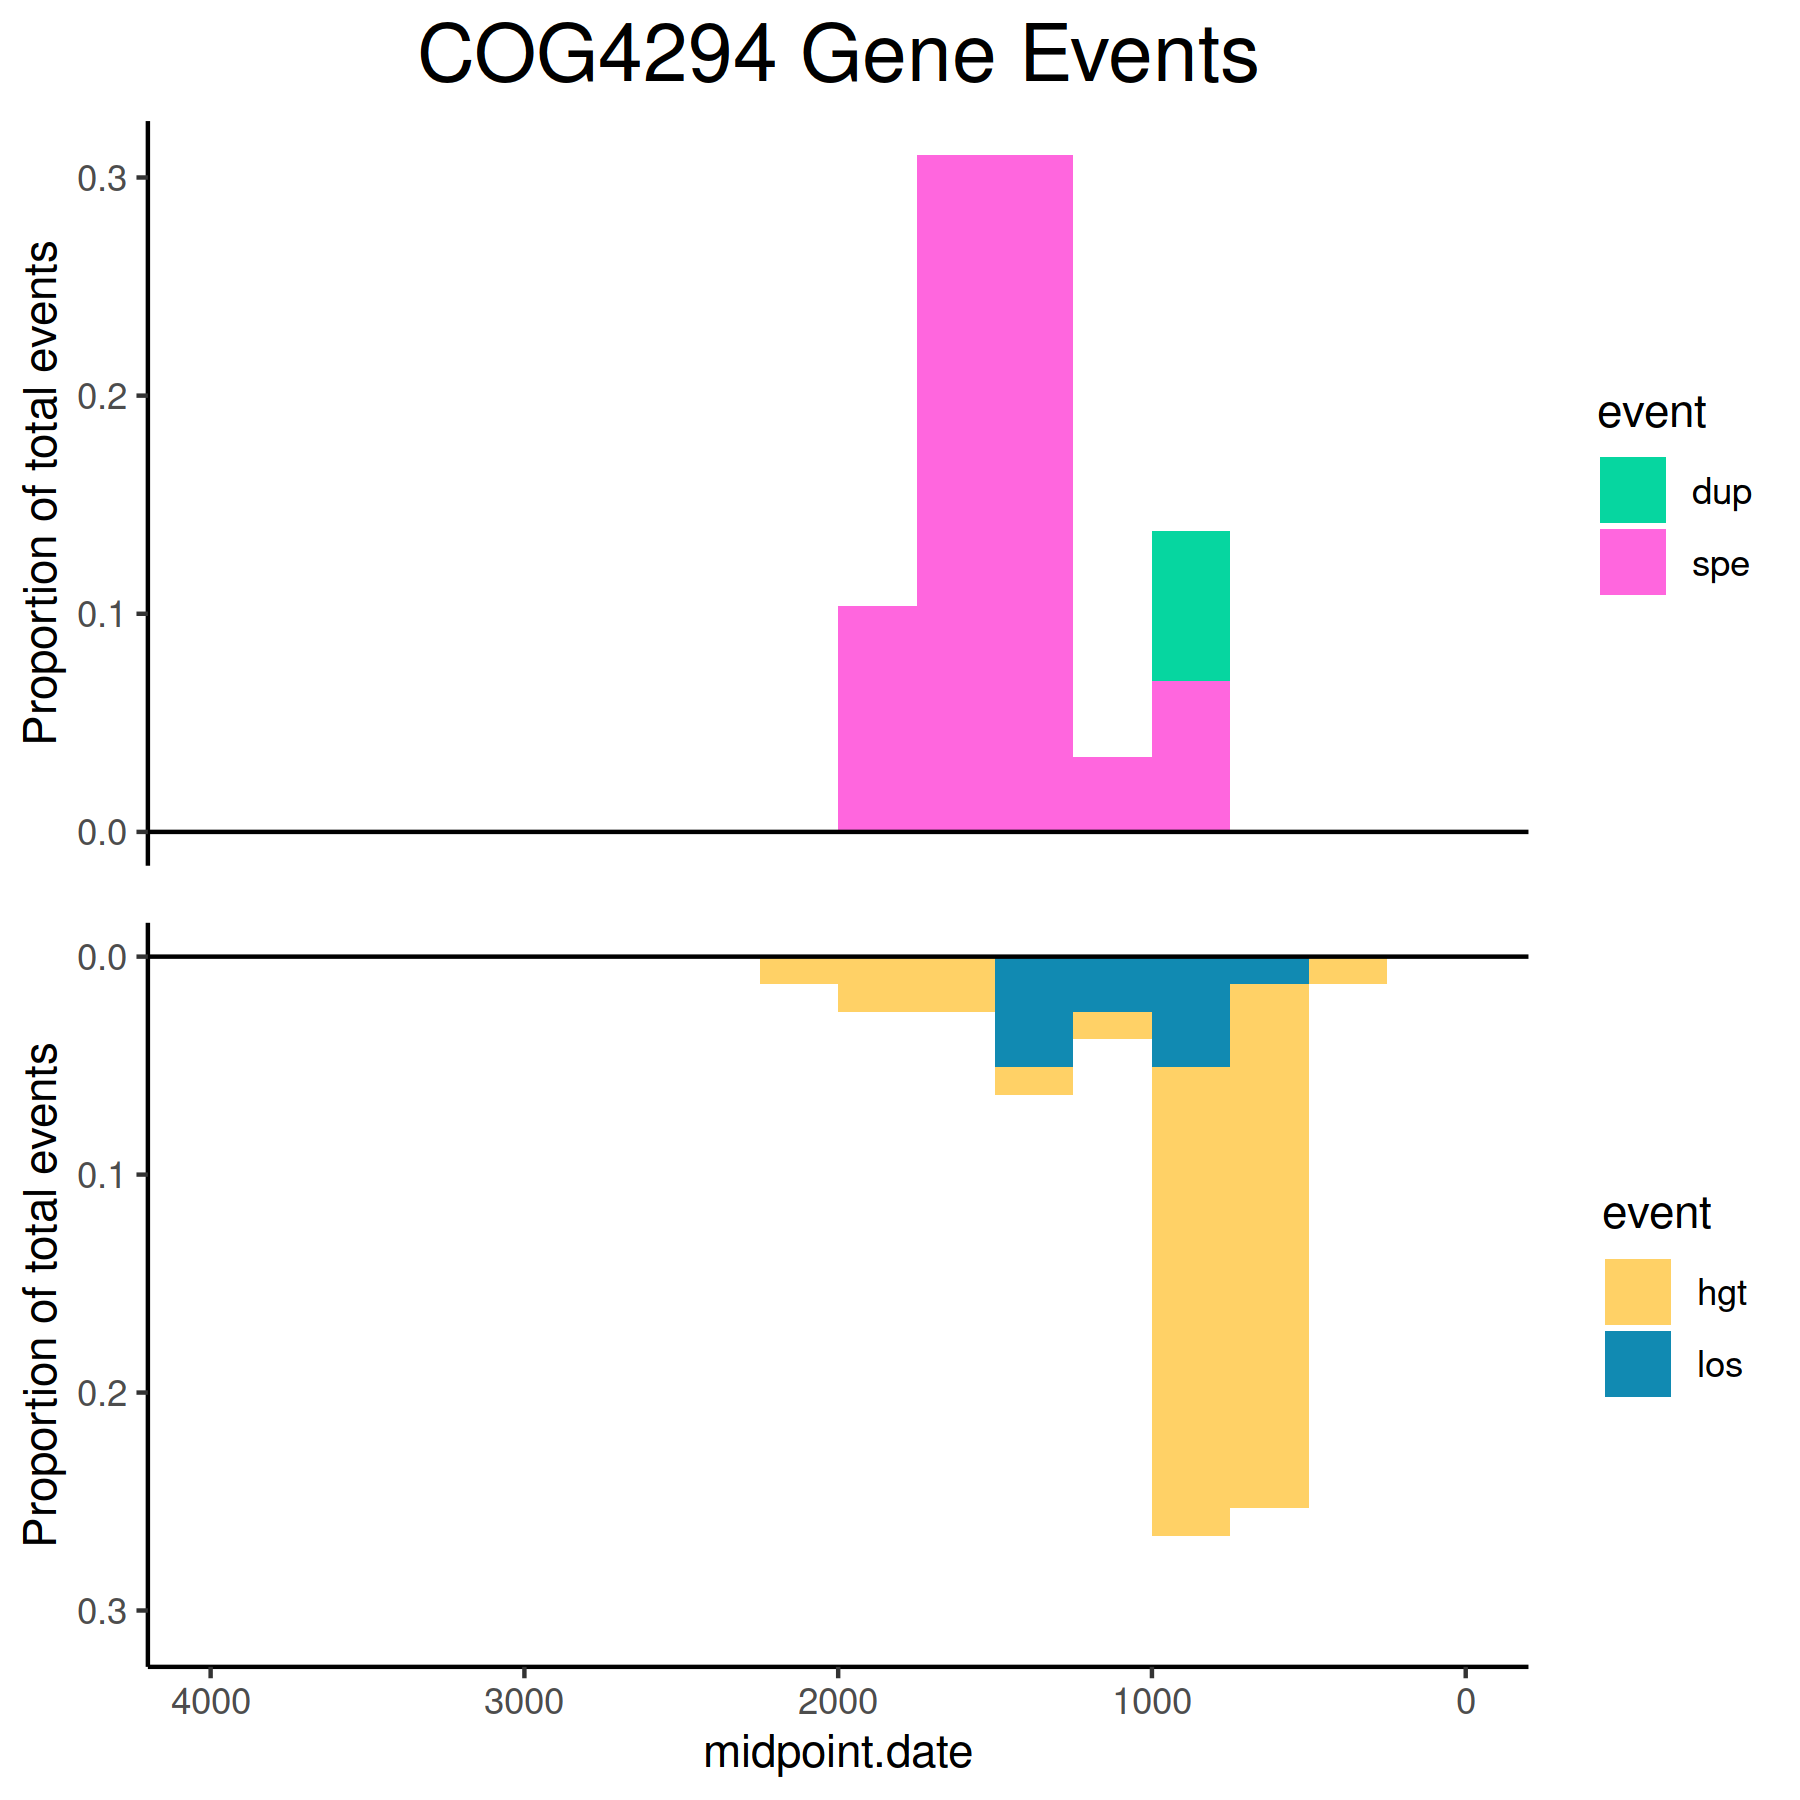 COG4294 Gene Events
Proportion of total events
0.3
0.2
0.1
0.0
event
dup
spe
Proportion of total events
0.0
0.1
0.2
0.3
event
hgt
los
4000 3000 2000 1000 0
midpoint.date